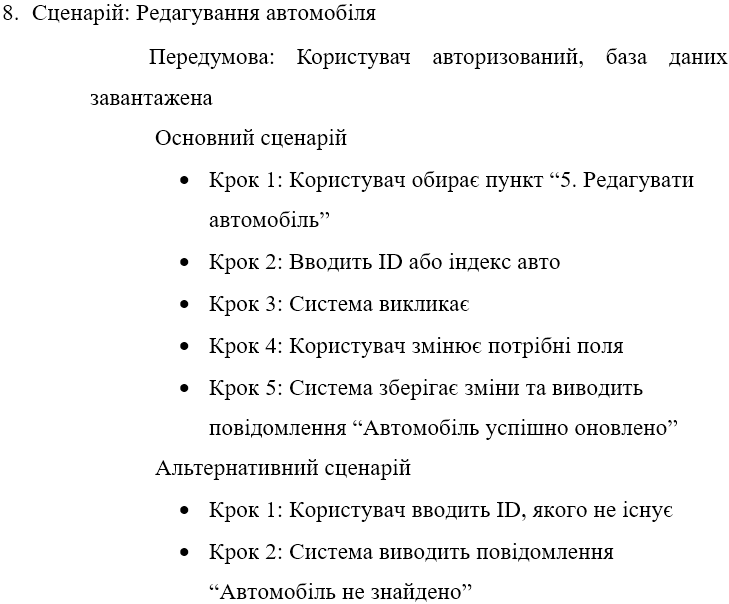 8. Сценарій: Редагування автомобіля
Передумова: Користувач авторизований, база даних
завантажена
Основний сценарій
• Крок 1: Користувач обирає пункт “5. Редагувати
автомобіль”
• Крок 2: Вводить ID або індекс авто
• Крок 3: Система викликає
• Крок 4: Користувач змінює потрібні поля
• Крок 5: Система зберігає зміни та виводить
повідомлення “Автомобіль успішно оновлено”
Альтернативний сценарій
• Крок 1: Користувач вводить ID, якого не існує
• Крок 2: Система виводить повідомлення
“Автомобіль не знайдено”